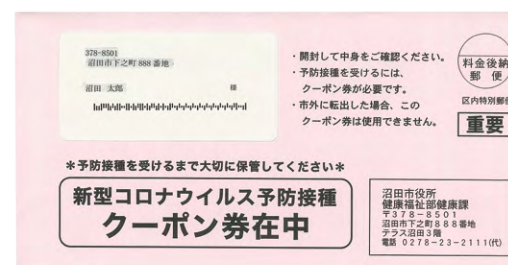 378-8501
沼田市下之町 888 番地
沼田 太郎 様
・開封して中身をご確認ください。
・予防接種を受けるには、
クーポン券が必要です。
・市外に転出した場合、この
クーポン券は使用できません。
料金後納
郵 便
区内特別郵便
重要
＊予防接種を受けるまで大切に保管してください＊
新型コロナウイルス予防接種
クーポン券在中
沼田市役所
健康福祉部健康課
〒378－8501
沼田市下之町888番地
テラス沼田3階
電話 0278－23－2111(代)